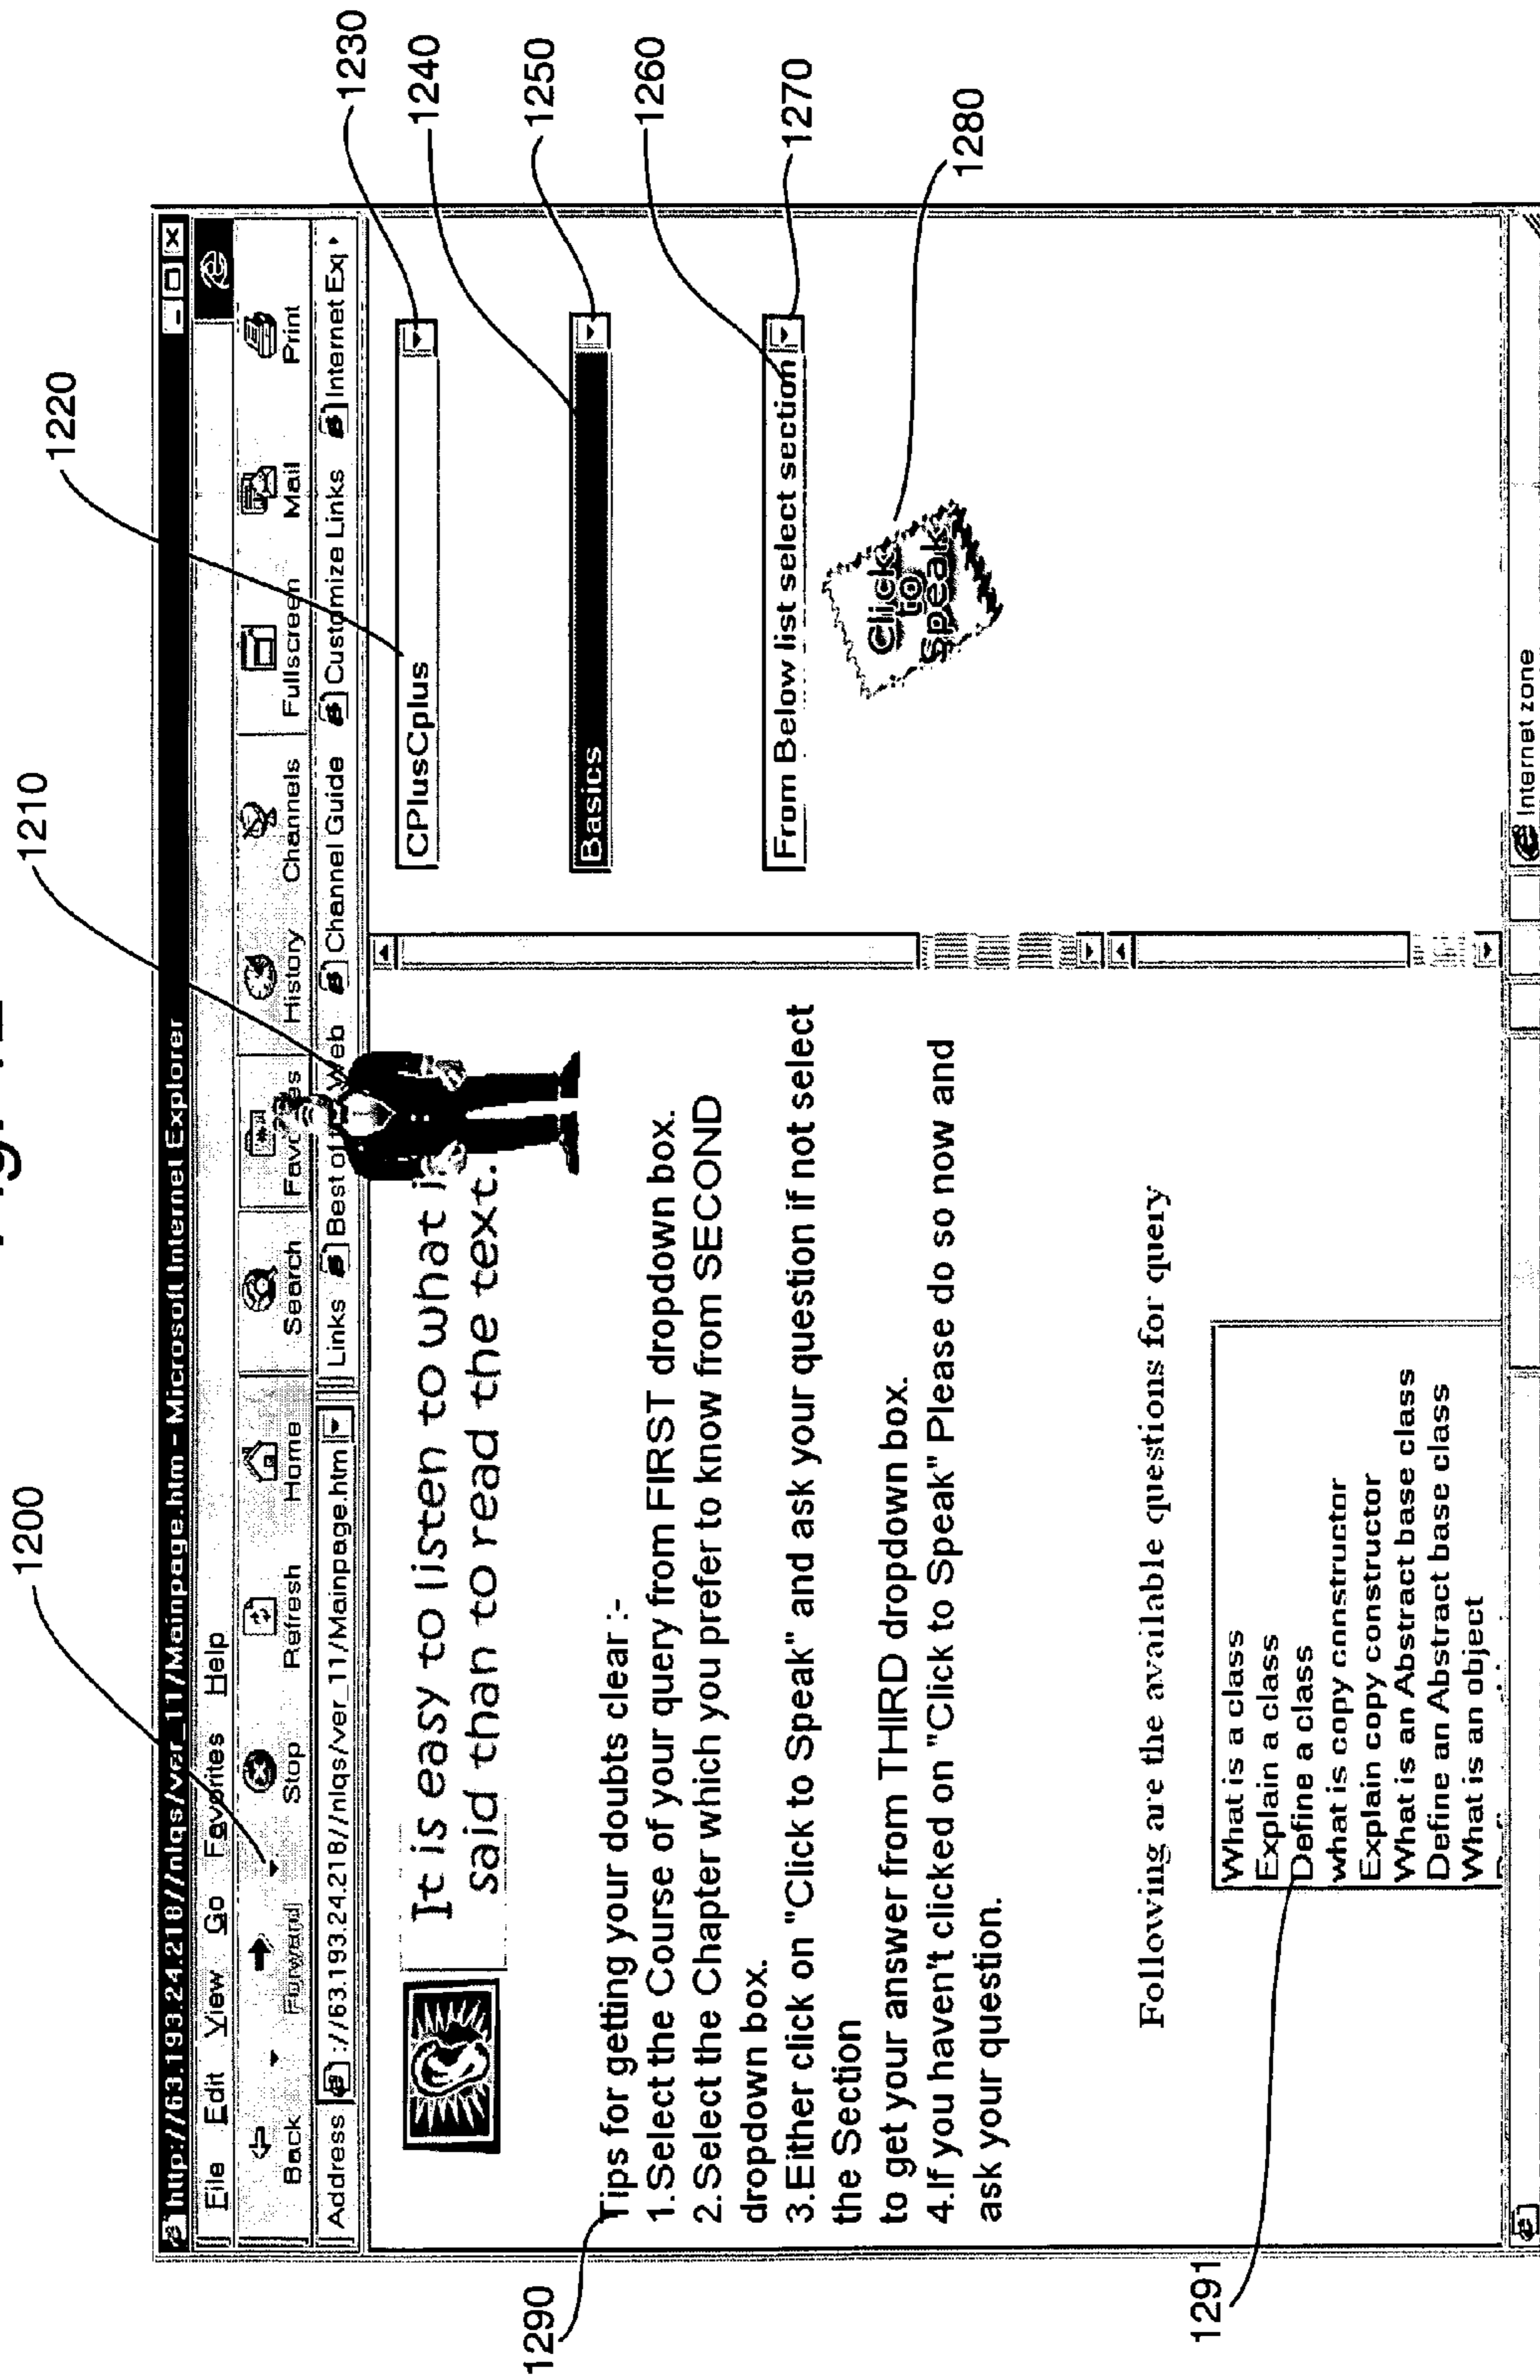 1200
1210
1220
http://63.193.24.218//nlqs/ver_11/Mainpage.htm - Microsoft Internet Explorer
File Edit View Go Favorites Help
Back Forward Stop Refresh Home Search Favo es History Channels Fullscreen Mail Print
Address ://63.193.24.218//nlqs/ver_11/Mainpage.htm Links Best of Web Channel Guide Customize Links Internet Exp
It is easy to listen to what i
said than to read the text.
CPlusCplus
1230
Basics
1240
1250
From Below list select section
1260
1270
Click
to
Speak
1280
1290
Tips for getting your doubts clear :-
1.Select the Course of your query from FIRST dropdown box.
2.Select the Chapter which you prefer to know from SECOND
dropdown box.
3.Either click on "Click to Speak" and ask your question if not select
the Section
to get your answer from THIRD dropdown box.
4.If you haven't clicked on "Click to Speak" Please do so now and
ask your question.
Following are the available questions for query
1291
What is a class
Explain a class
Define a class
what is copy constructor
Explain copy constructor
What is an Abstract base class
Define an Abstract base class
What is an object
Internet zone